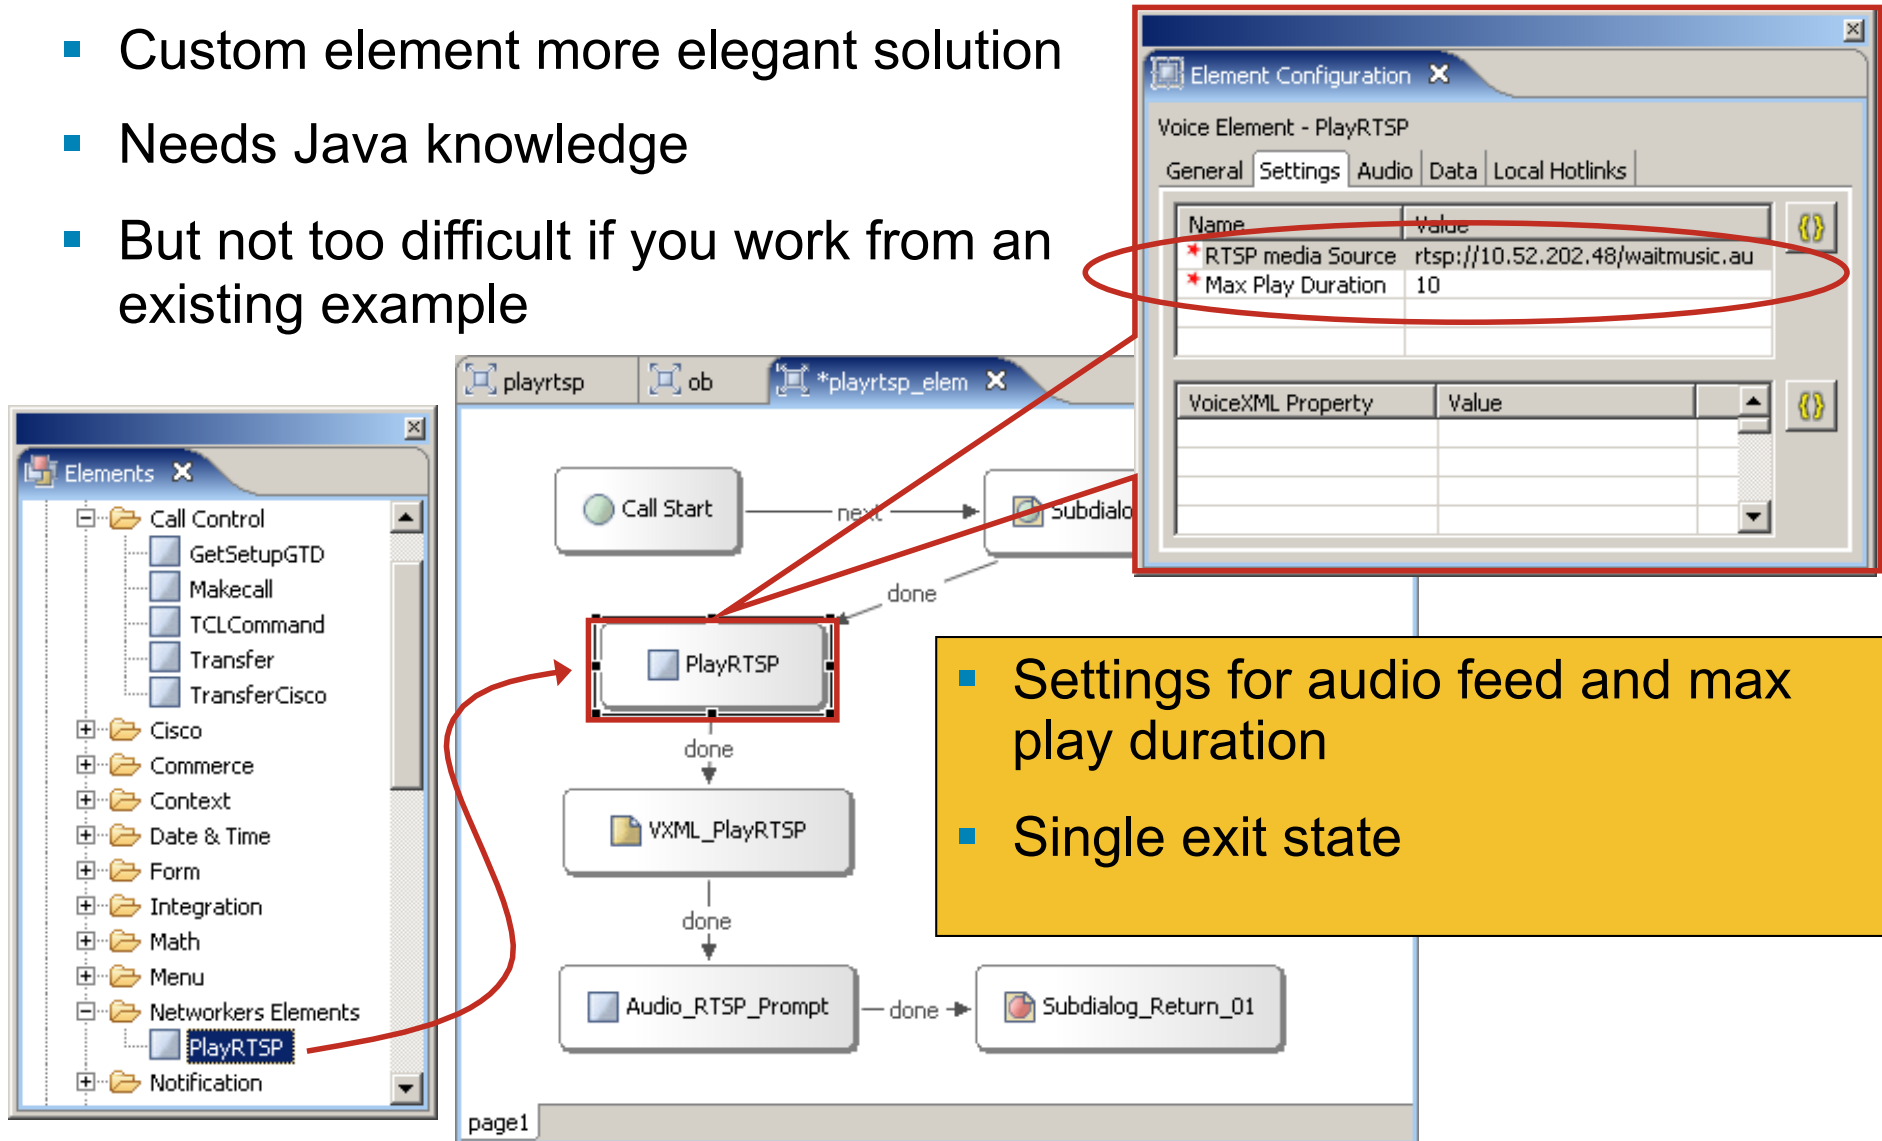 Custom element more elegant solution
Needs Java knowledge
But not too difficult if you work from an
existing example
Element Configuration
Voice Element - PlayRTSP
General Settings Audio Data Local Hotlinks
Name Value
*RTSP media Source rtsp://10.52.202.48/waitmusic.au
*Max Play Duration 10
VoiceXML Property Value
playrtsp ob *playrtsp_elem
Call Start
next
Subdialo
done
PlayRTSP
done
VXML_PlayRTSP
done
Audio_RTSP_Prompt
done
Subdialog_Return_01
page1
Elements
Call Control
GetSetupGTD
Makecall
TCLCommand
Transfer
TransferCisco
Cisco
Commerce
Context
Date & Time
Form
Integration
Math
Menu
Networkers Elements
PlayRTSP
Notification
Settings for audio feed and max
play duration
Single exit state